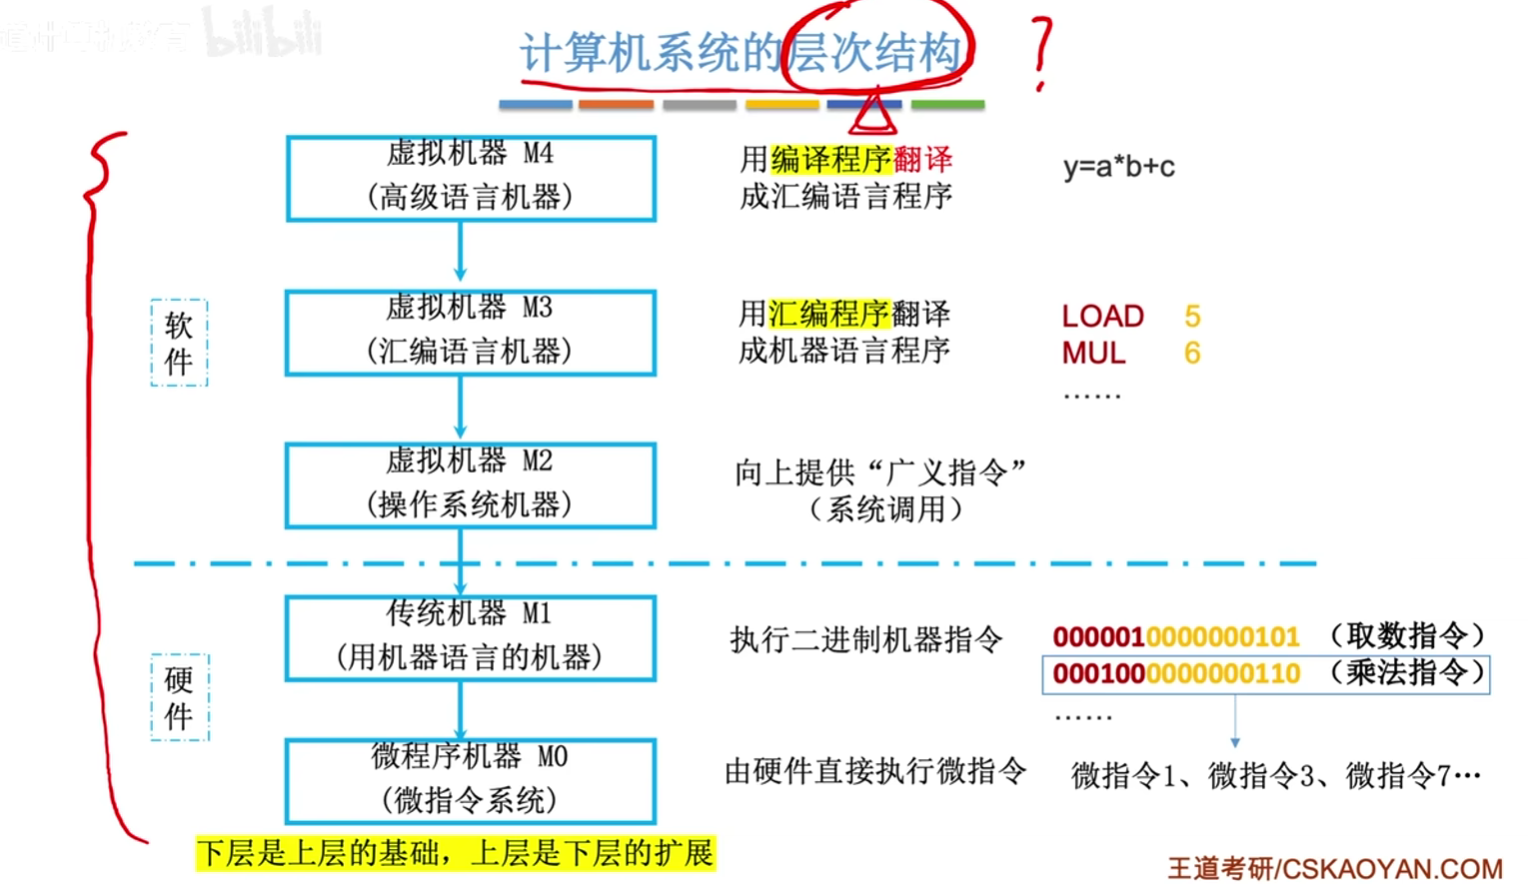 bilibili
计算机系统的层次结构
?
虚拟机器 M4
(高级语言机器)
用编译程序翻译
成汇编语言程序
y=a*b+c
软
件
虚拟机器 M3
(汇编语言机器)
用汇编程序翻译
成机器语言程序
LOAD 5
MUL 6
……
虚拟机器 M2
(操作系统机器)
向上提供“广义指令”
（系统调用）
硬
件
传统机器 M1
(用机器语言的机器)
执行二进制机器指令
0000010000000101 （取数指令）
0001000000000110 （乘法指令）
……
微程序机器 M0
(微指令系统)
由硬件直接执行微指令
微指令1、微指令3、微指令7…
下层是上层的基础，上层是下层的扩展
王道考研/CSKAOYAN.COM